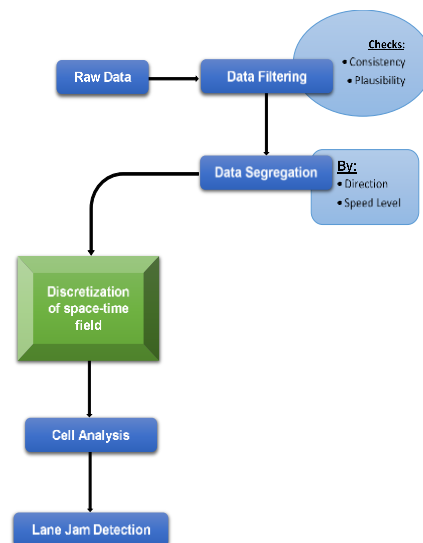 Raw Data
Data Filtering
Checks:
• Consistency
• Plausibility
Data Segregation
By:
• Direction
• Speed Level
Discretization
of space-time
field
Cell Analysis
Lane Jam Detection